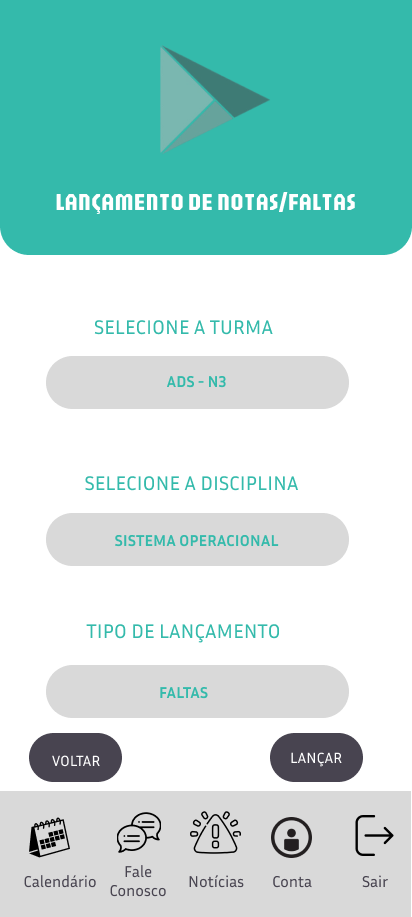 LANÇAMENTO DE NOTAS/FALTAS
SELECIONE A TURMA
ADS - N3
SELECIONE A DISCIPLINA
SISTEMA OPERACIONAL
TIPO DE LANÇAMENTO
FALTAS
VOLTAR
LANÇAR
Calendário
Fale
Conosco
Notícias
Conta
Sair